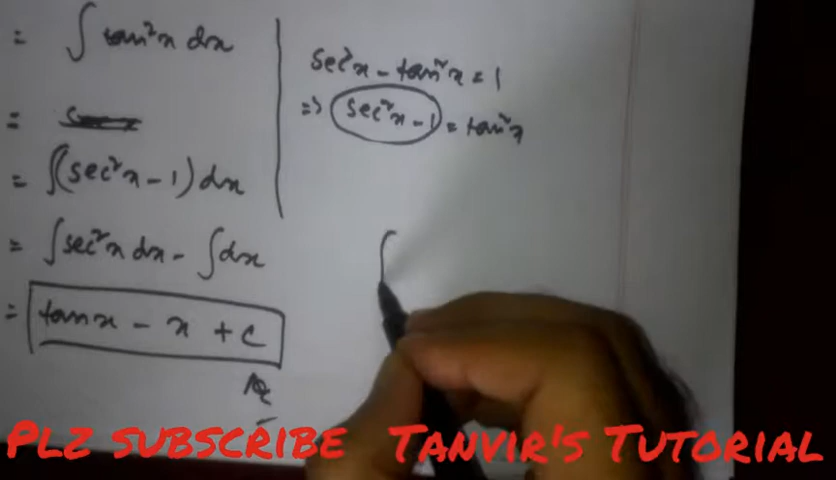 = ∫ tan²x dx
=
= ∫(sec²x - 1) dx
= ∫sec²x dx - ∫dx
= tanx - x + c
sec²x - tan²x = 1
=> sec²x - 1 = tan²x
∫
PLZ SUBSCRIBE TANVIR'S TUTORIAL